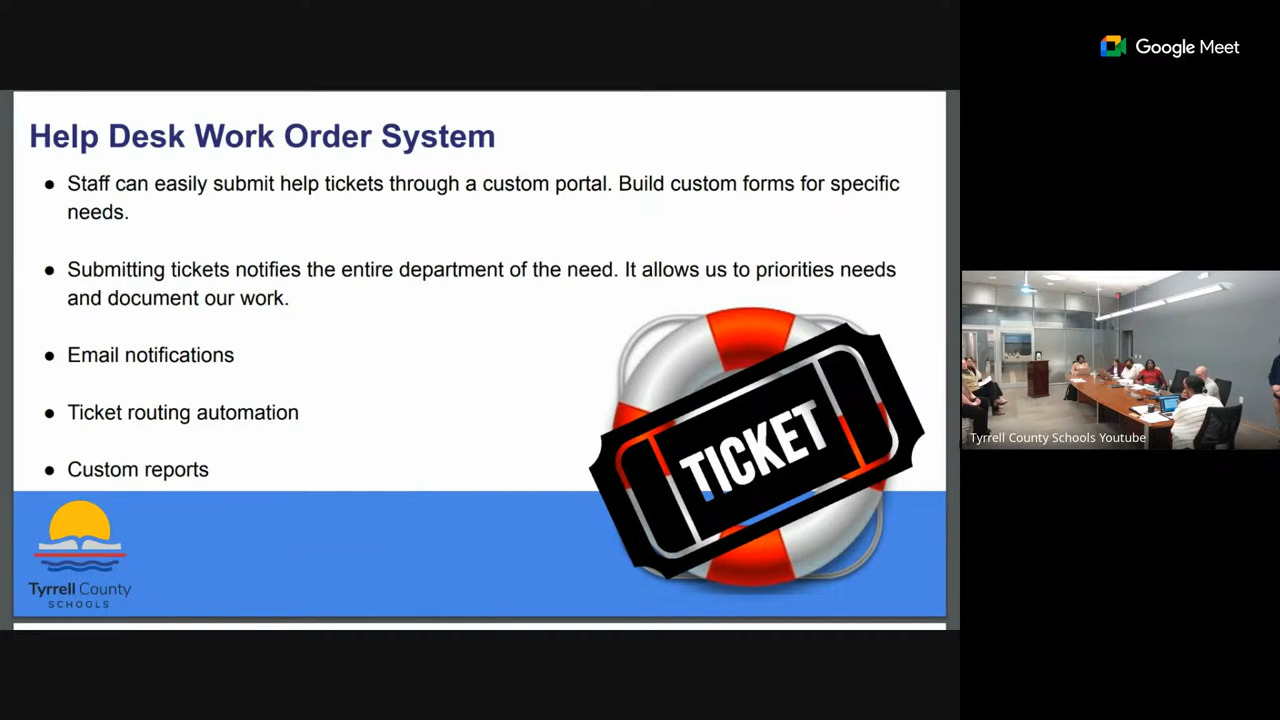 Google Meet
Help Desk Work Order System
● Staff can easily submit help tickets through a custom portal. Build custom forms for specific
needs.
● Submitting tickets notifies the entire department of the need. It allows us to priorities needs
and document our work.
● Email notifications
● Ticket routing automation
● Custom reports
TICKET
Tyrrell County
SCHOOLS
Tyrrell County Schools Youtube